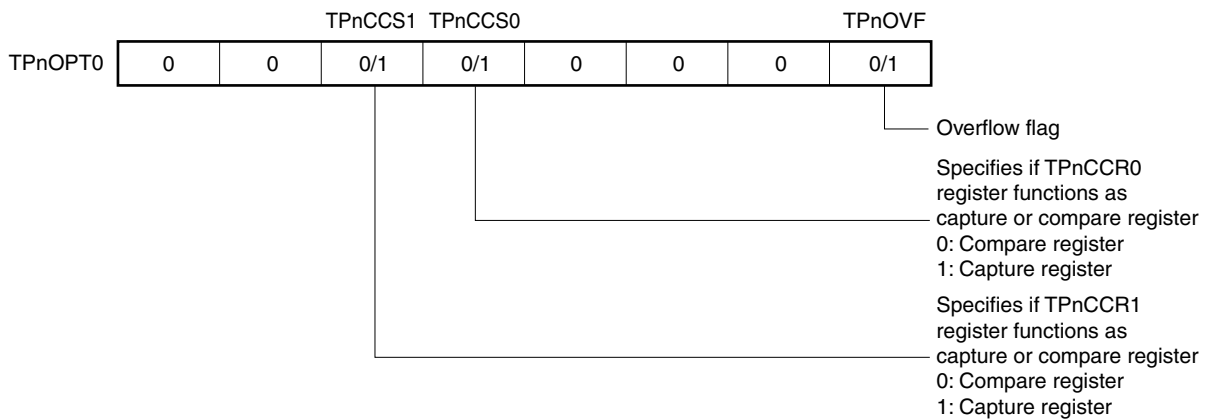 TPnCCS1 TPnCCS0 TPnOVF
TPnOPT0 0 0 0/1 0/1 0 0 0 0/1
Overflow flag
Specifies if TPnCCR0
register functions as
capture or compare register
0: Compare register
1: Capture register
Specifies if TPnCCR1
register functions as
capture or compare register
0: Compare register
1: Capture register